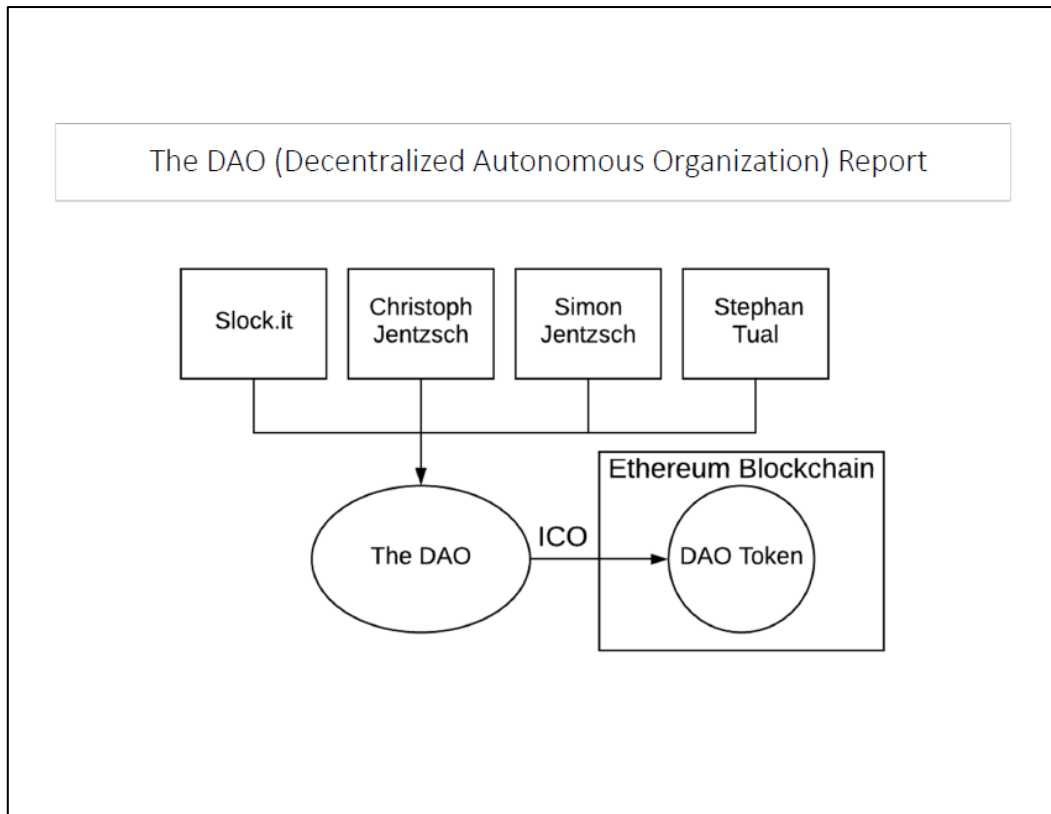 The DAO (Decentralized Autonomous Organization) Report
Slock.it
Christoph
Jentzsch
Simon
Jentzsch
Stephan
Tual
Ethereum Blockchain
The DAO
ICO
DAO Token